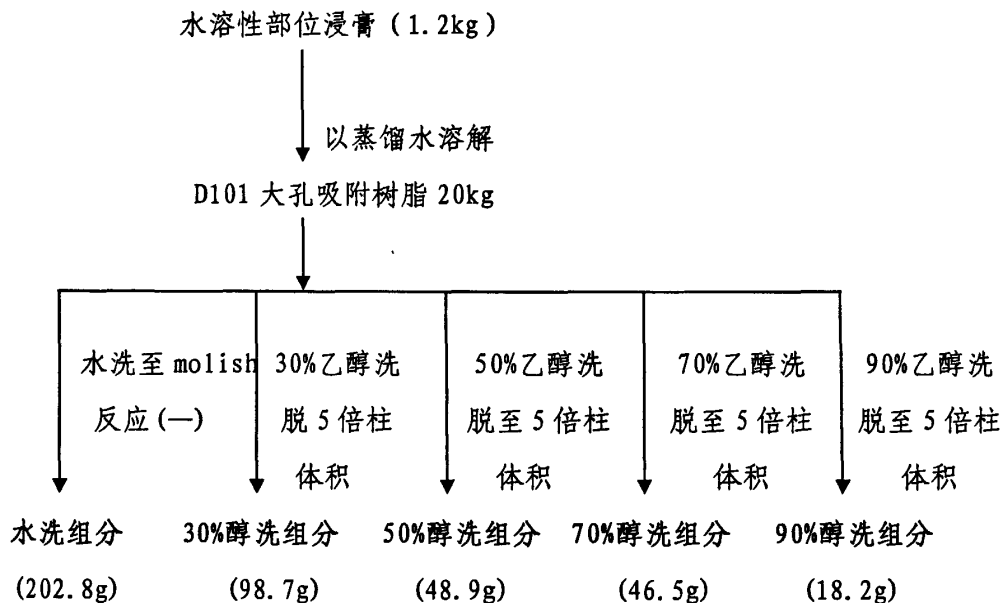 水溶性部位浸膏（1.2kg）
以蒸馏水溶解
D101 大孔吸附树脂 20kg
水洗至 molish
反应(—)
30%乙醇洗
脱 5 倍柱
体积
50%乙醇洗
脱至 5 倍柱
体积
70%乙醇洗
脱至 5 倍柱
体积
90%乙醇洗
脱至 5 倍柱
体积
水洗组分
(202.8g)
30%醇洗组分
(98.7g)
50%醇洗组分
(48.9g)
70%醇洗组分
(46.5g)
90%醇洗组分
(18.2g)